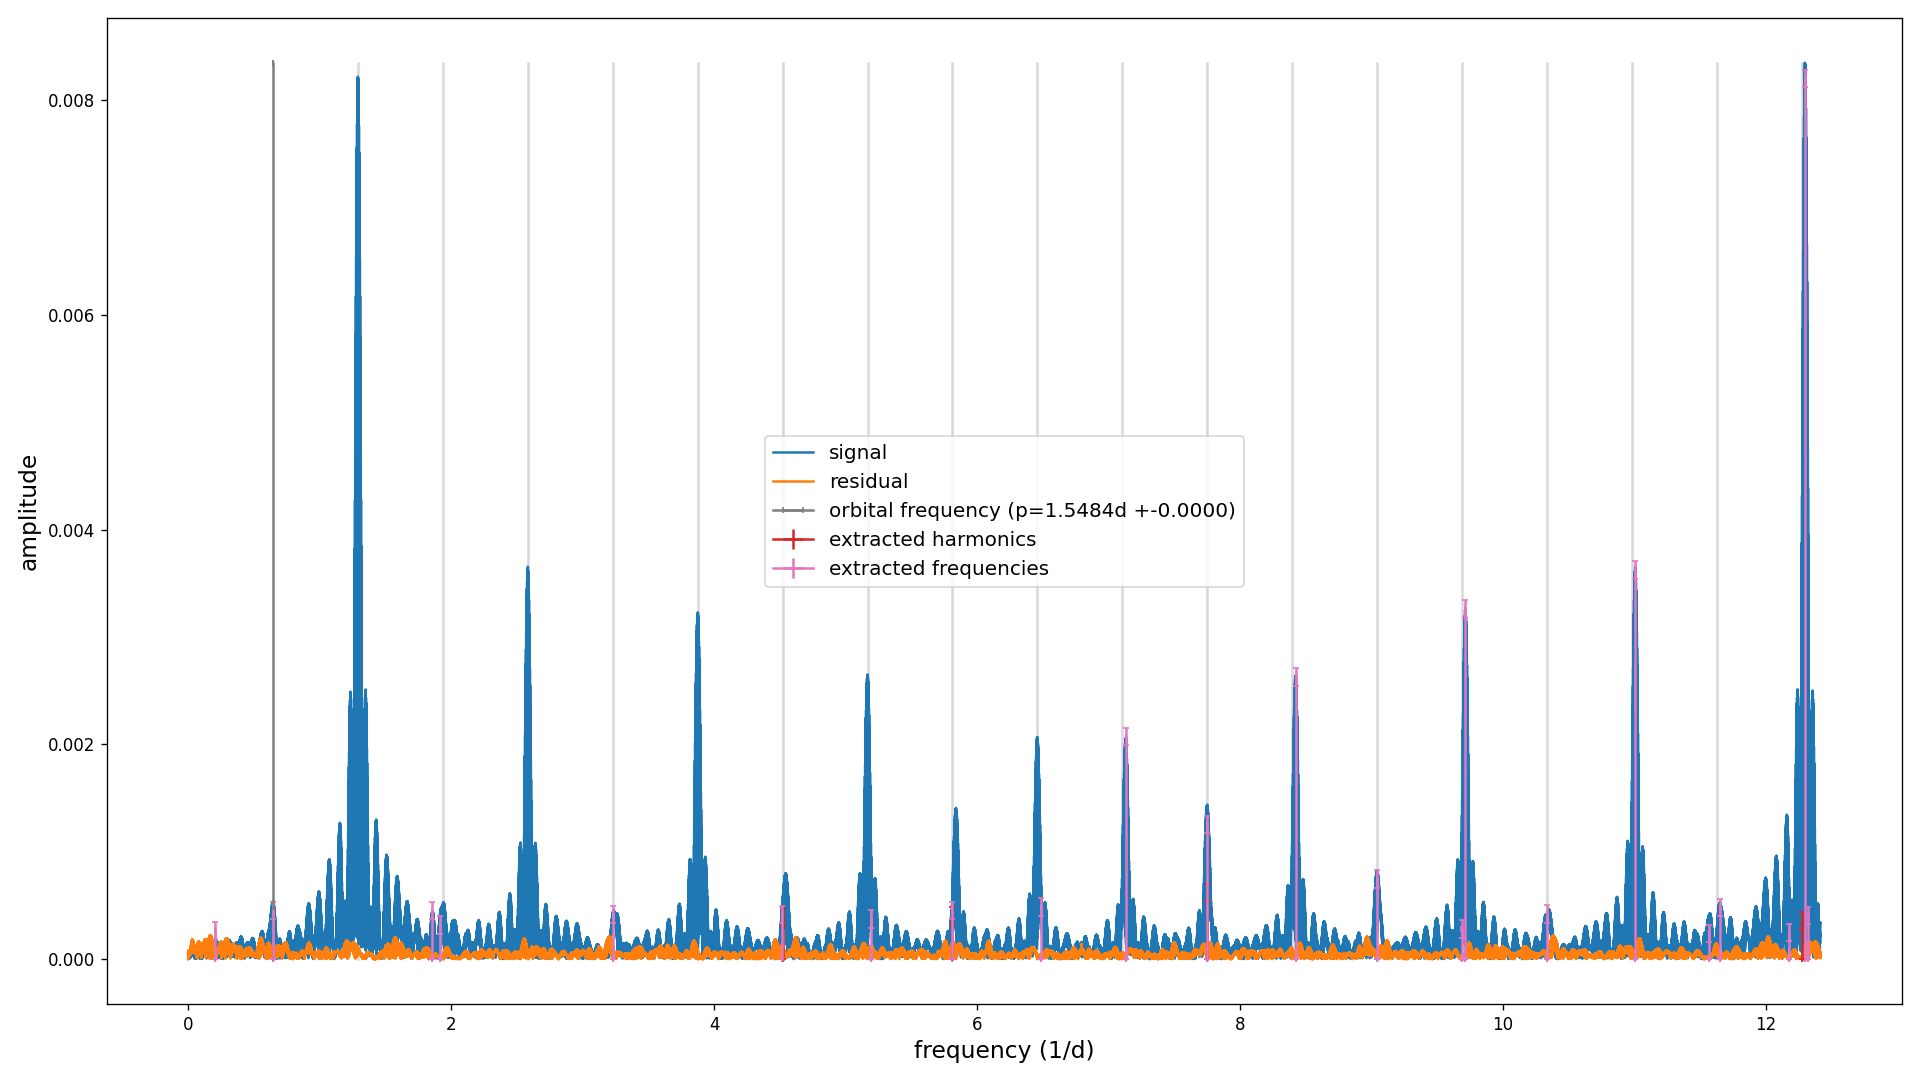 0.008
0.006
0.004
0.002
0.000
amplitude
signal
residual
orbital frequency (p=1.5484d +-0.0000)
extracted harmonics
extracted frequencies
0 2 4 6 8 10 12
frequency (1/d)